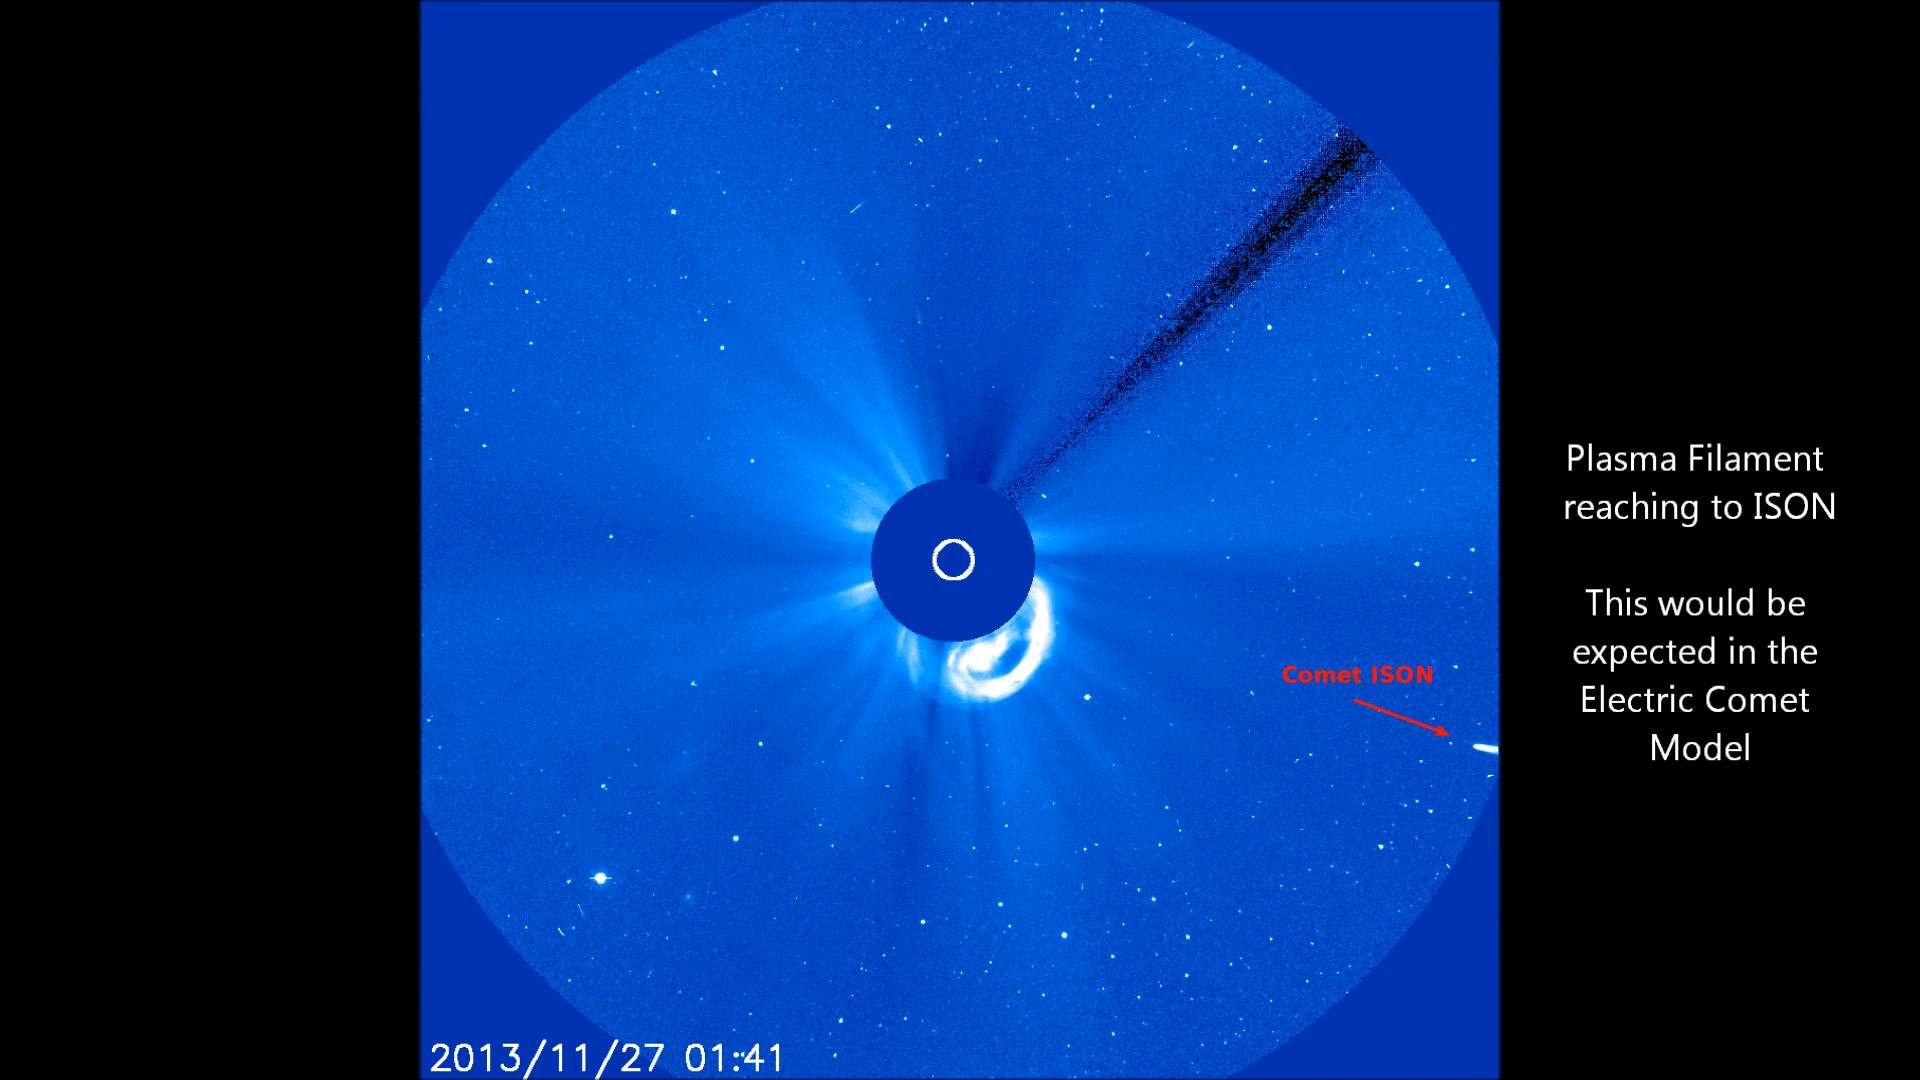 Plasma Filament
reaching to ISON
This would be
expected in the
Electric Comet
Model
Comet ISON
2013/11/27 01:41